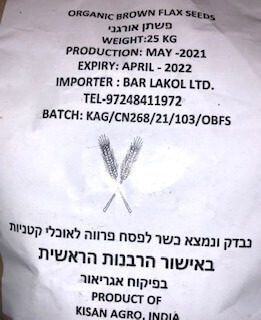 ORGANIC BROWN FLAX SEEDS
פשתן אורגני
WEIGHT:25 KG
PRODUCTION: MAY -2021
EXPIRY: APRIL - 2022
IMPORTER : BAR LAKOL LTD.
TEL-97248411972
BATCH: KAG/CN268/21/103/OBFS
נבדק ונמצא כשר לפסח פרווה לאוכלי קטניות
באישור הרבנות הראשית
בפיקוח אגריאור
PRODUCT OF
KISAN AGRO, INDIA